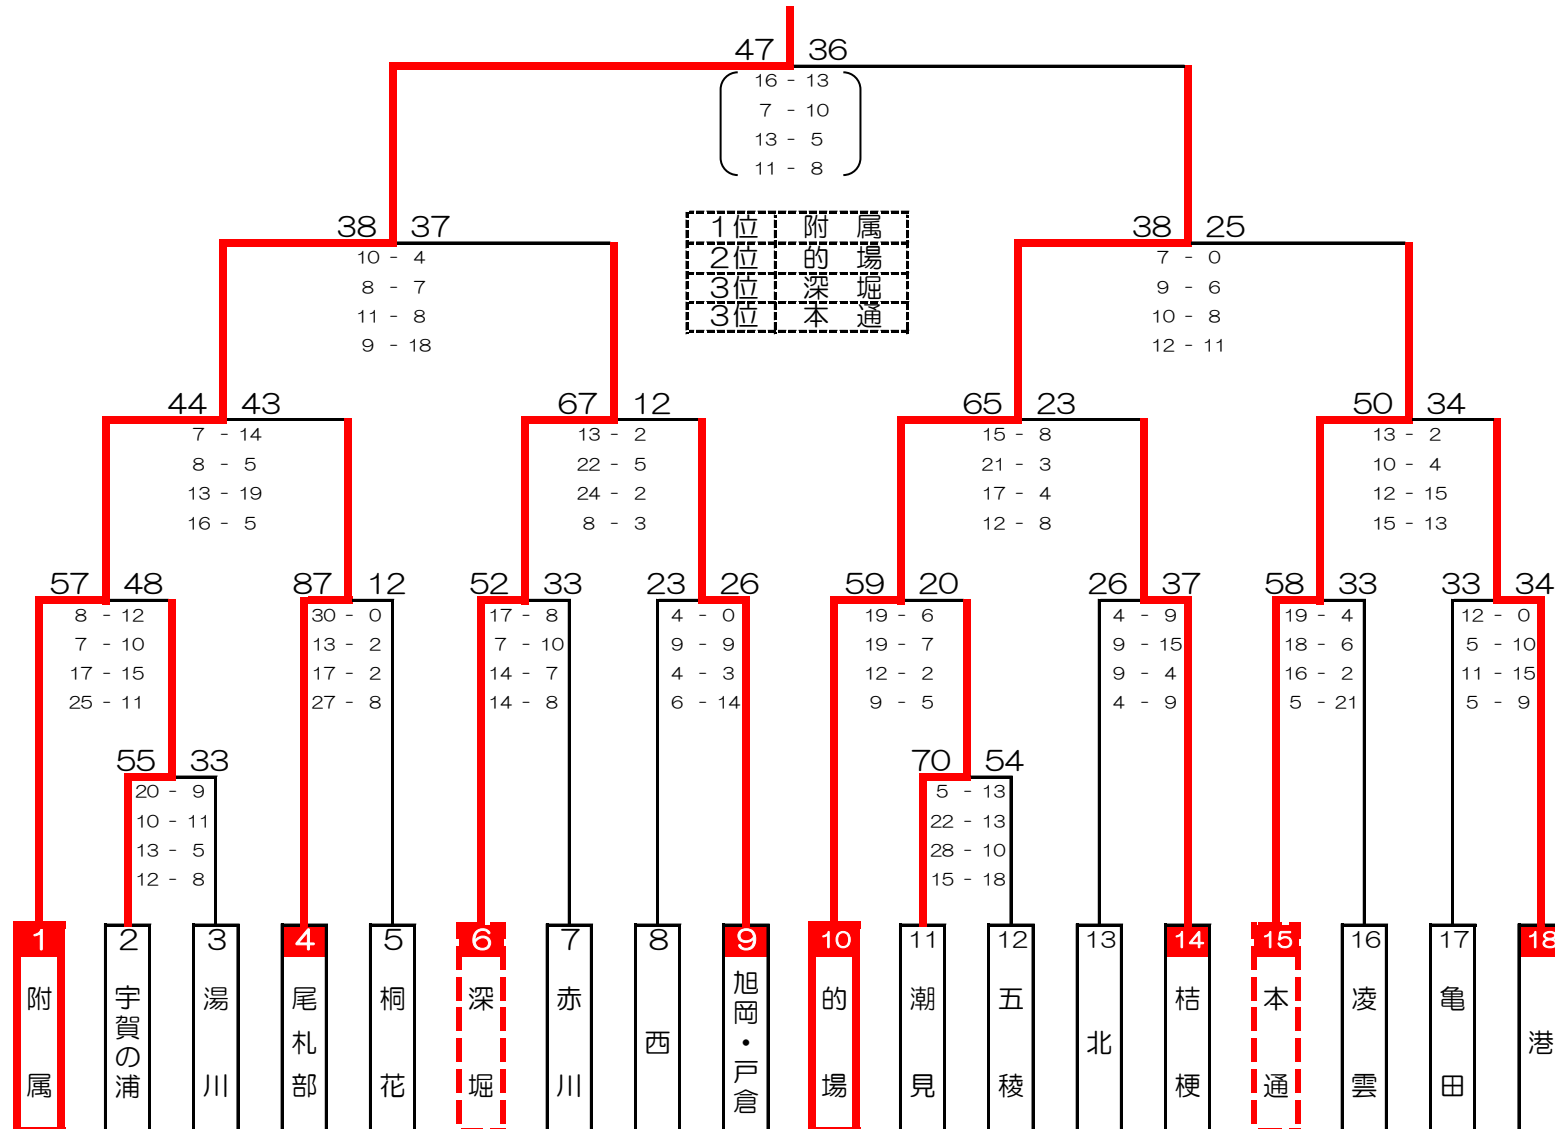 47 36
16 - 13
7 - 10
13 - 5
11 - 8
38 37
10 - 4
8 - 7
11 - 8
9 - 18
1位 附属
2位 的場
3位 深堀
3位 本通
38 25
7 - 0
9 - 6
10 - 8
12 - 11
44 43
7 - 14
8 - 5
13 - 19
16 - 5
67 12
13 - 2
22 - 5
24 - 2
8 - 3
65 23
15 - 8
21 - 3
17 - 4
12 - 8
50 34
13 - 2
10 - 4
12 - 15
15 - 13
57 48
8 - 12
7 - 10
17 - 15
25 - 11
87 12
30 - 0
13 - 2
17 - 2
27 - 8
52 33
17 - 8
7 - 10
14 - 7
14 - 8
23 26
4 - 0
9 - 9
4 - 3
6 - 14
59 20
19 - 6
19 - 7
12 - 2
9 - 5
26 37
4 - 9
9 - 15
9 - 4
4 - 9
58 33
19 - 4
18 - 6
16 - 2
5 - 21
33 34
12 - 0
5 - 10
11 - 15
5 - 9
55 33
20 - 9
10 - 11
13 - 5
12 - 8
70 54
5 - 13
22 - 13
28 - 10
15 - 18
1 附属
2 宇賀の浦
3 湯川
4 尾札部
5 桐花
6 深堀
7 赤川
8 西
9 旭岡・戸倉
10 的場
11 潮見
12 五稜
13 北
14 桔梗
15 本通
16 凌雲
17 亀田
18 港